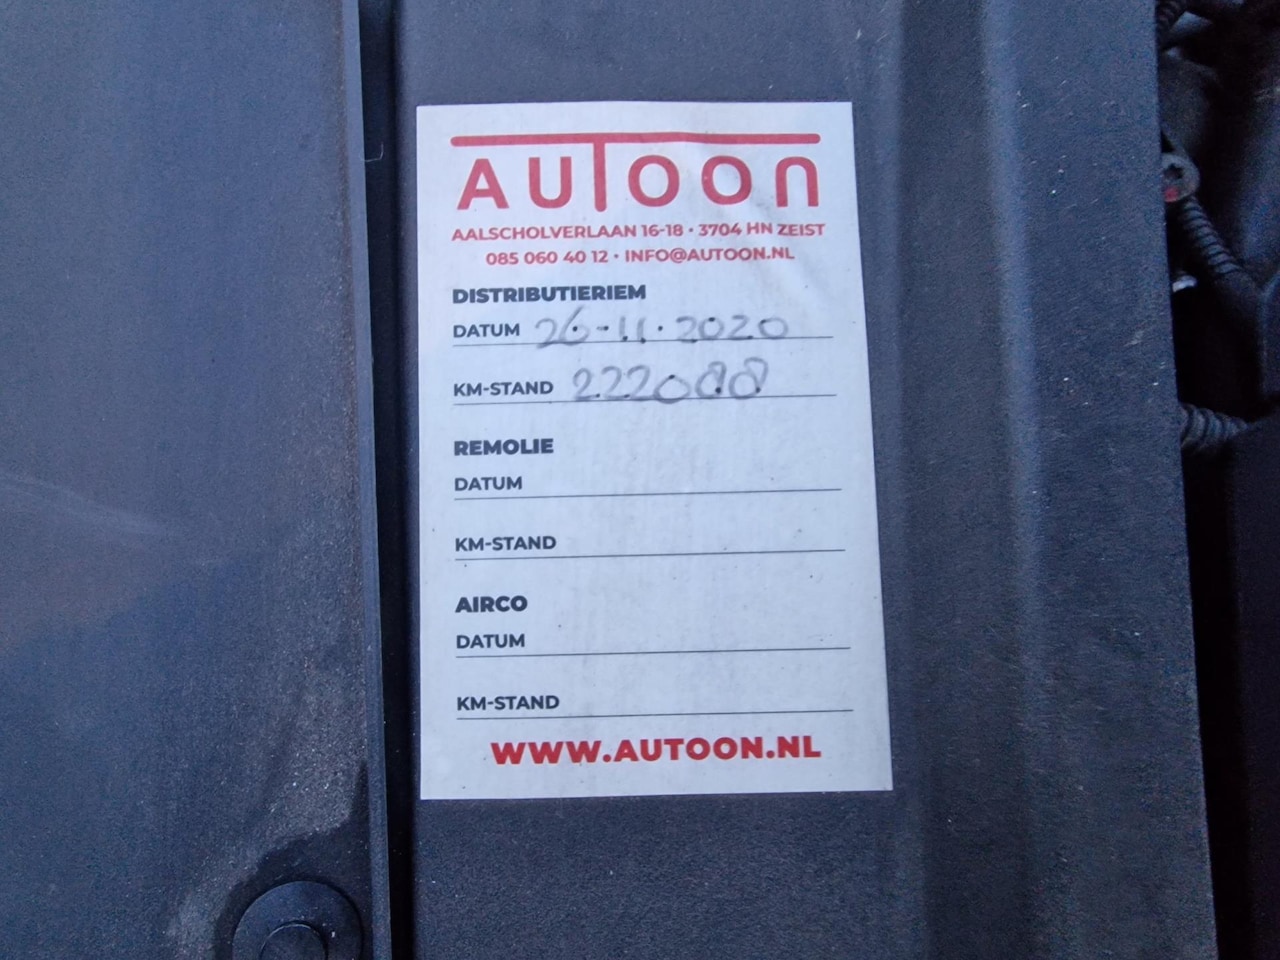 AUTOON
AALSCHOLVERLAAN 16-18 • 3704 HN ZEIST
085 060 40 12 • INFO@AUTOON.NL
DISTRIBUTIERIEM
DATUM 26-11.2020
KM-STAND 222088
REMOLIE
DATUM
KM-STAND
AIRCO
DATUM
KM-STAND
WWW.AUTOON.NL